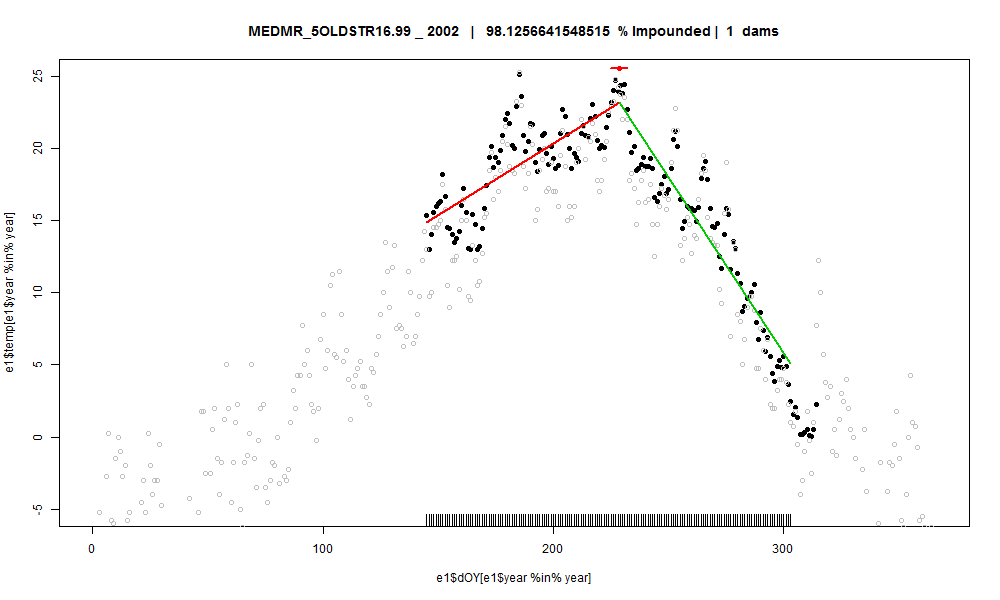 MEDMR_5OLDSTR16.99 _ 2002 | 98.1256641548515 % Impounded | 1 dams
e1$temp[e1$year %in% year]
25
20
15
10
5
0
-5
0 100 200 300
e1$dOY[e1$year %in% year]